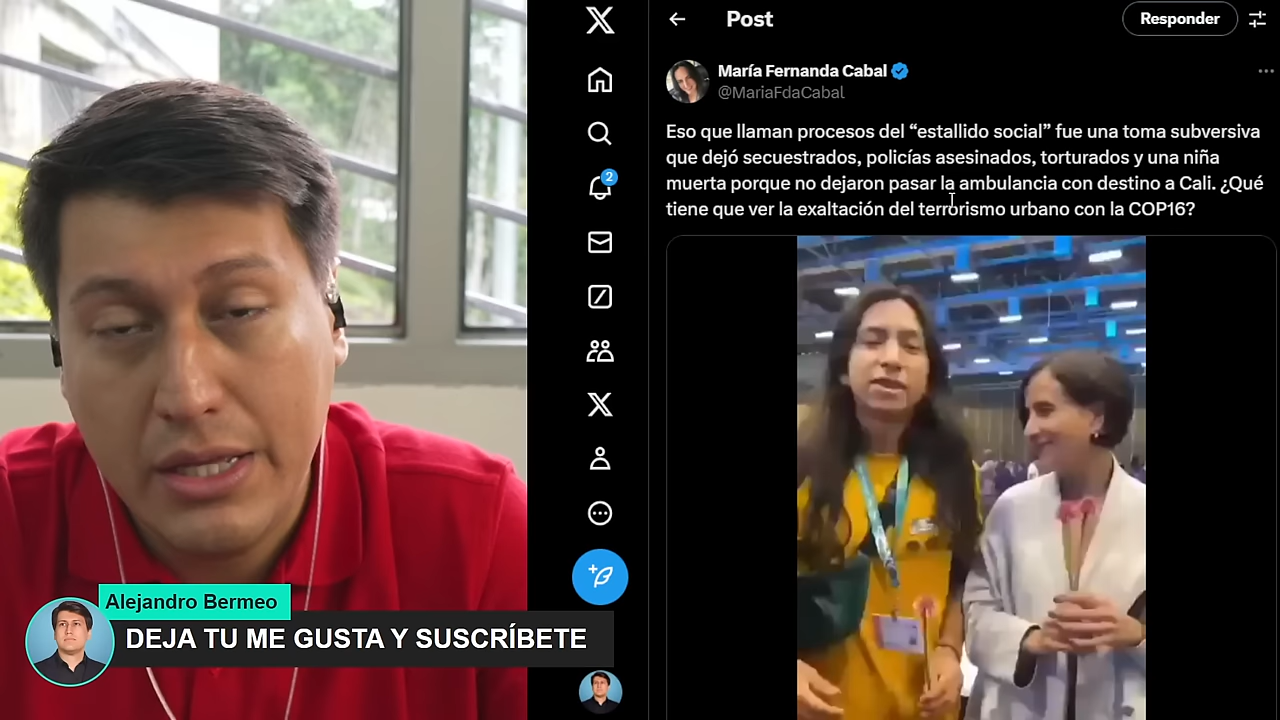 Post
Responder
María Fernanda Cabal
@MariaFdaCabal
Eso que llaman procesos del “estallido social” fue una toma subversiva
que dejó secuestrados, policías asesinados, torturados y una niña
muerta porque no dejaron pasar la ambulancia con destino a Cali. ¿Qué
tiene que ver la exaltación del terrorismo urbano con la COP16?
2
Alejandro Bermeo
DEJA TU ME GUSTA Y SUSCRÍBETE